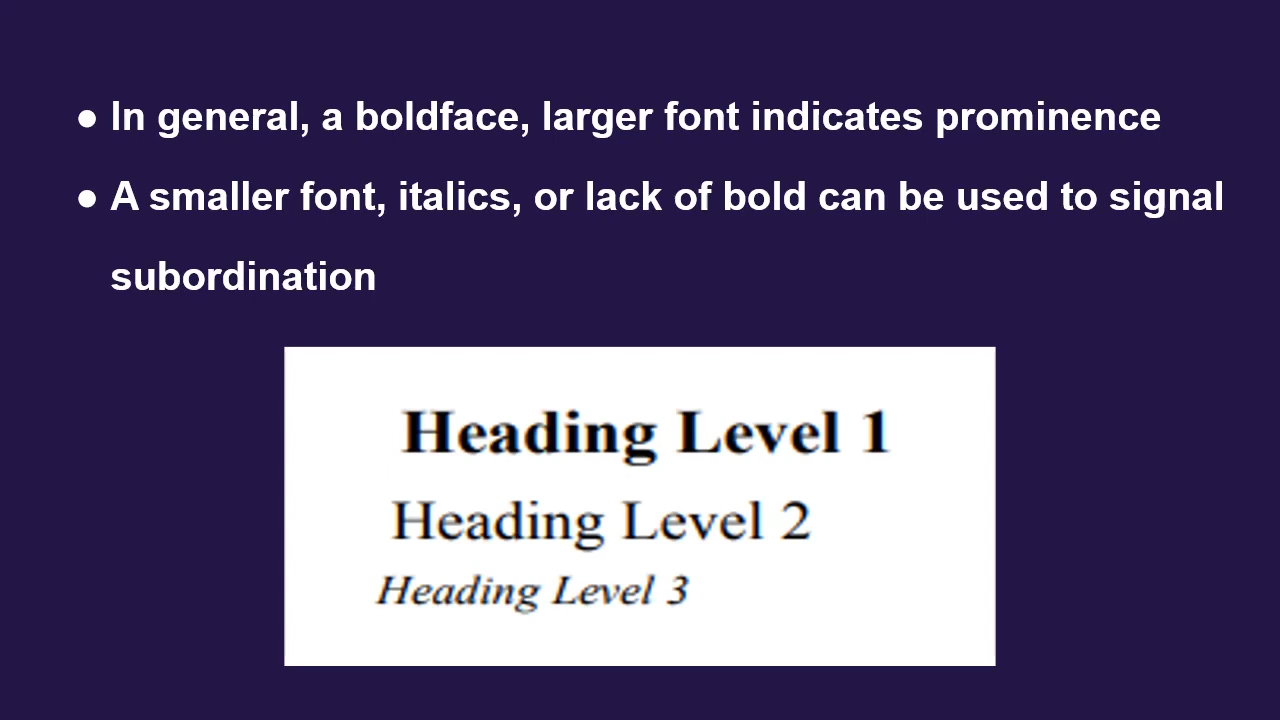 ● In general, a boldface, larger font indicates prominence
● A smaller font, italics, or lack of bold can be used to signal
subordination
Heading Level 1
Heading Level 2
Heading Level 3